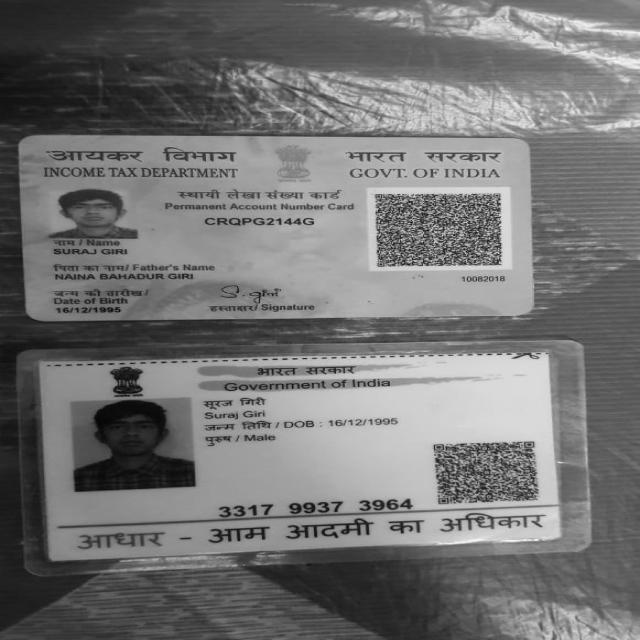 आयकर विभाग
INCOME TAX DEPARTMENT
भारत सरकार
GOVT. OF INDIA
स्थायी लेखा संख्या कार्ड
Permanent Account Number Card
CRQPG2144G
नाम / Name
SURAJ GIRI
पिता का नाम/ Father's Name
NAINA BAHADUR GIRI
जन्म की तारीख/
Date of Birth
16/12/1995
S. giri
हस्ताक्षर/ Signature
10082018
भारत सरकार
Government of India
सूरज गिरी
Suraj Giri
जन्म तिथि / DOB : 16/12/1995
पुरुष / Male
3317 9937 3964
आधार - आम आदमी का अधिकार